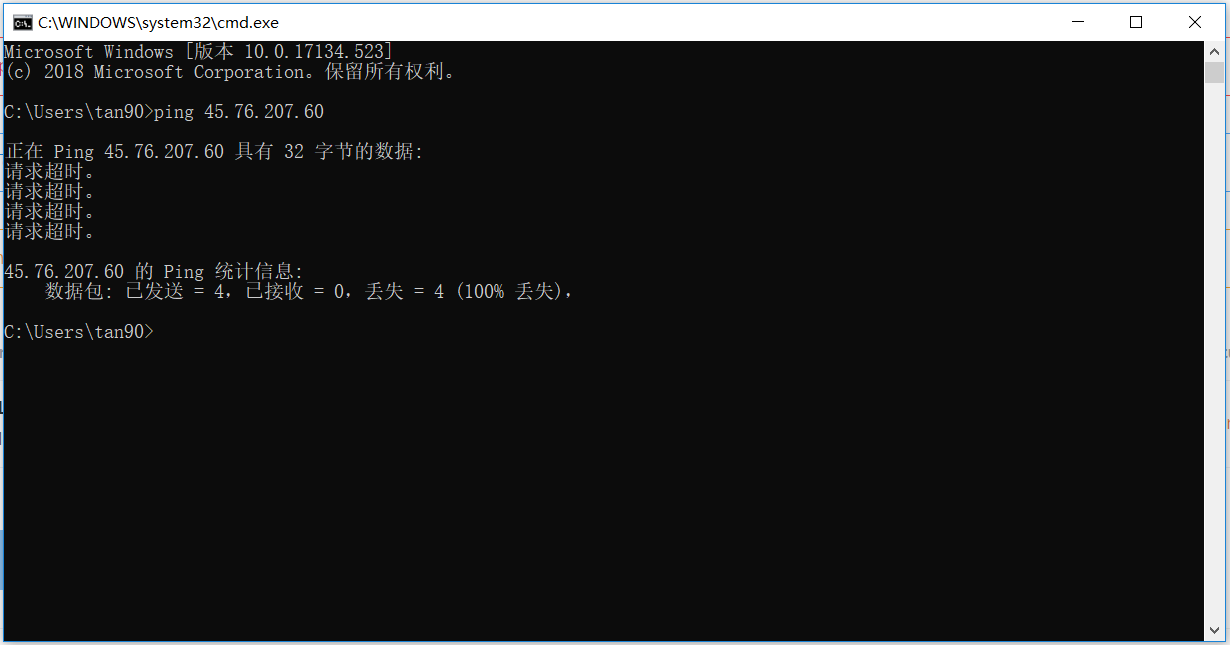 C:\WINDOWS\system32\cmd.exe
Microsoft Windows [版本 10.0.17134.523]
(c) 2018 Microsoft Corporation。保留所有权利。
C:\Users\tan90>ping 45.76.207.60
正在 Ping 45.76.207.60 具有 32 字节的数据:
请求超时。
请求超时。
请求超时。
请求超时。
45.76.207.60 的 Ping 统计信息:
数据包: 已发送 = 4，已接收 = 0，丢失 = 4 (100% 丢失)，
C:\Users\tan90>